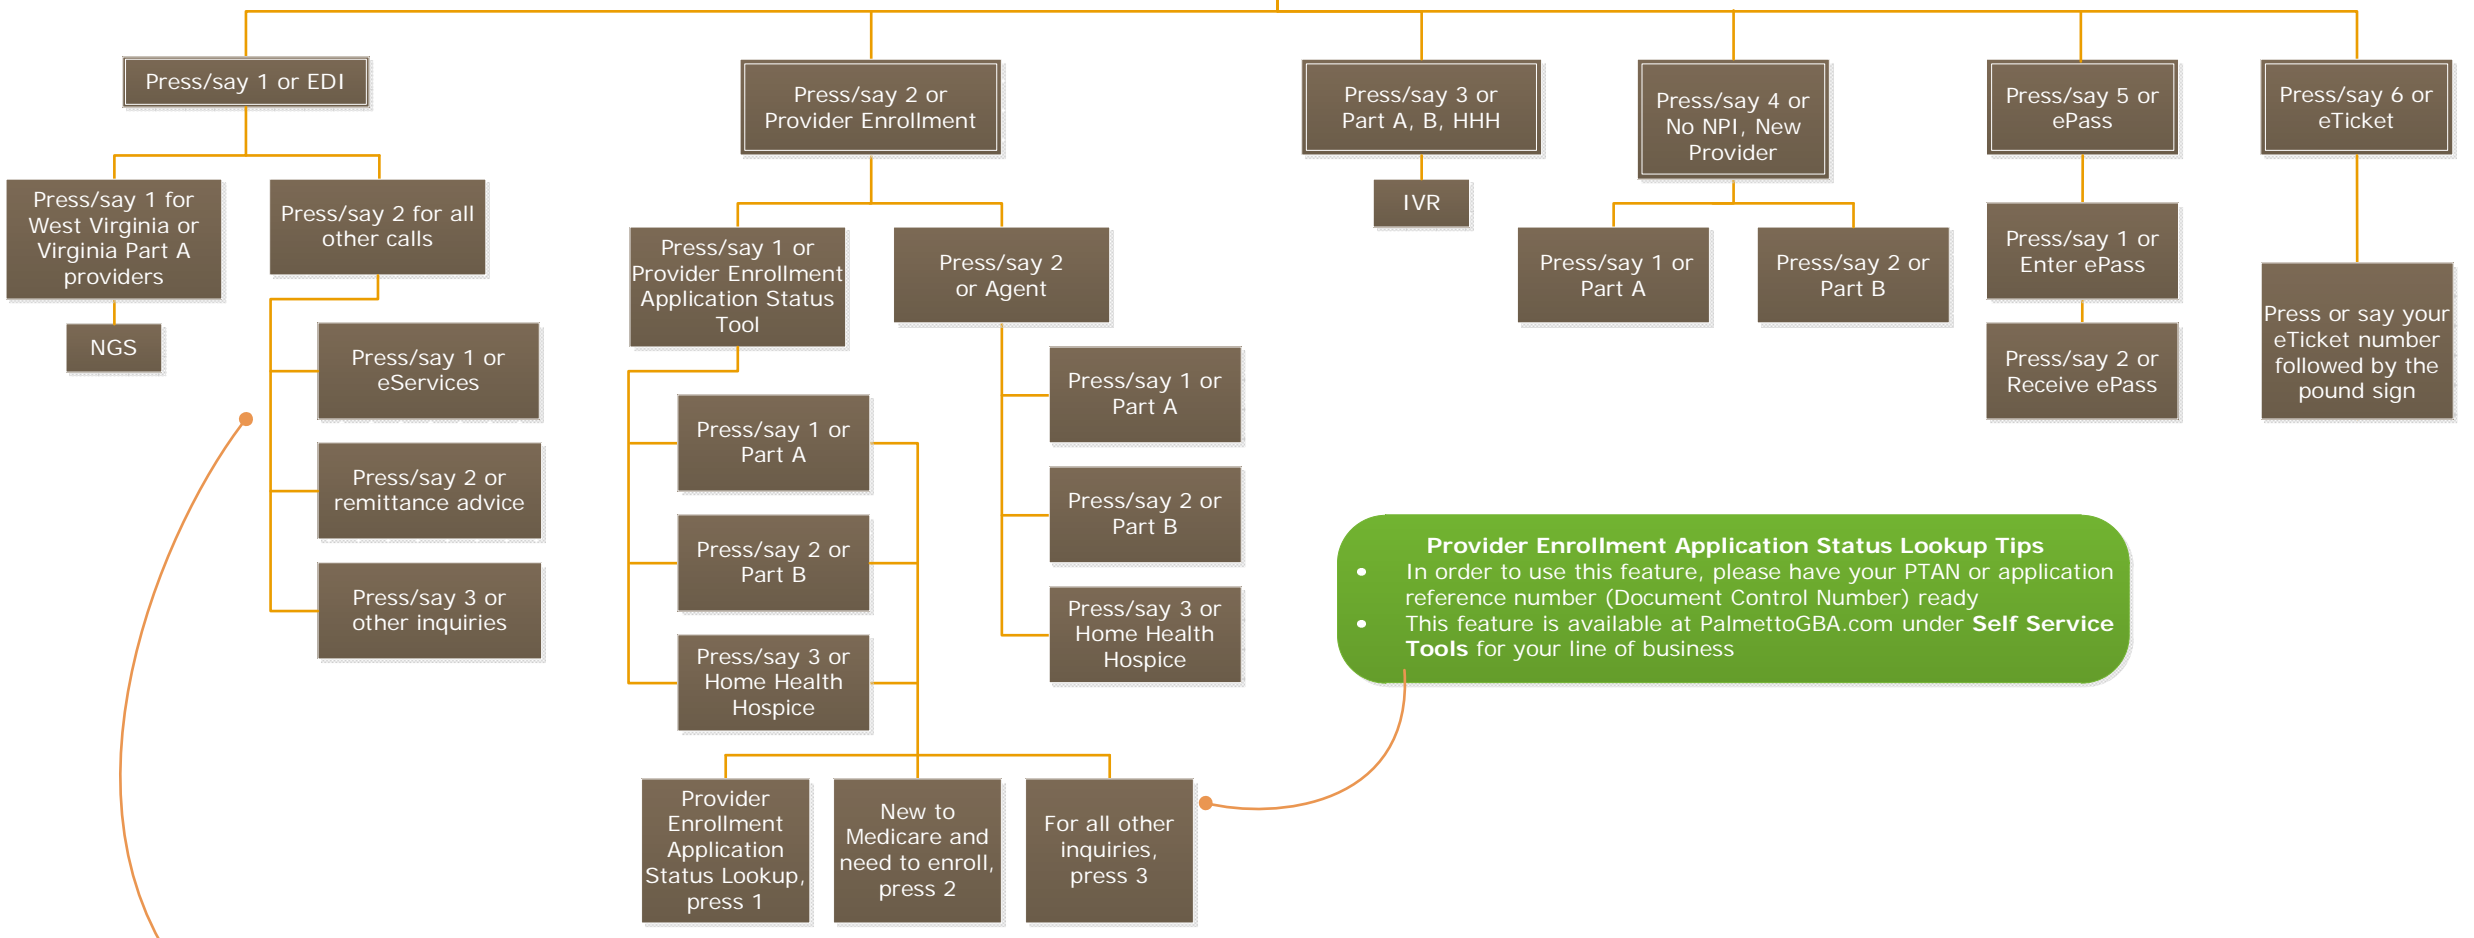 Press/say 1 or EDI
Press/say 2 or
Provider Enrollment
Press/say 3 or
Part A, B, HHH
Press/say 4 or
No NPI, New
Provider
Press/say 5 or
ePass
Press/say 6 or
eTicket
Press/say 1 for
West Virginia or
Virginia Part A
providers
NGS
Press/say 2 for all
other calls
Press/say 1 or
eServices
Press/say 2 or
remittance advice
Press/say 3 or
other inquiries
Press/say 1 or
Provider Enrollment
Application Status
Tool
Press/say 1 or
Part A
Press/say 2 or
Part B
Press/say 3 or
Home Health
Hospice
Provider
Enrollment
Application
Status Lookup,
press 1
New to
Medicare and
need to enroll,
press 2
For all other
inquiries,
press 3
Press/say 2
or Agent
Press/say 1 or
Part A
Press/say 2 or
Part B
Press/say 3 or
Home Health
Hospice
IVR
Press/say 1 or
Part A
Press/say 2 or
Part B
Press/say 1 or
Enter ePass
Press/say 2 or
Receive ePass
Press or say your
eTicket number
followed by the
pound sign
Provider Enrollment Application Status Lookup Tips
• In order to use this feature, please have your PTAN or application
reference number (Document Control Number) ready
• This feature is available at PalmettoGBA.com under Self Service
Tools for your line of business